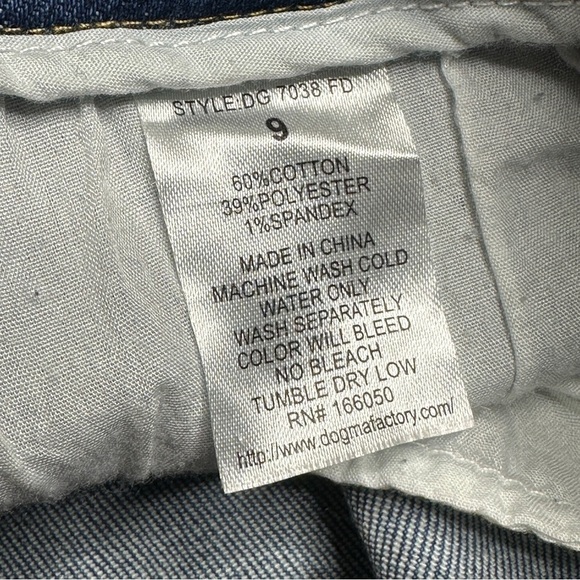 STYLE:DG 7038 FD
9
60%COTTON
39%POLYESTER
1%SPANDEX
MADE IN CHINA
MACHINE WASH COLD
WATER ONLY
WASH SEPARATELY
COLOR WILL BLEED
NO BLEACH
TUMBLE DRY LOW
RN# 166050
http://www.dogmafactory.com/